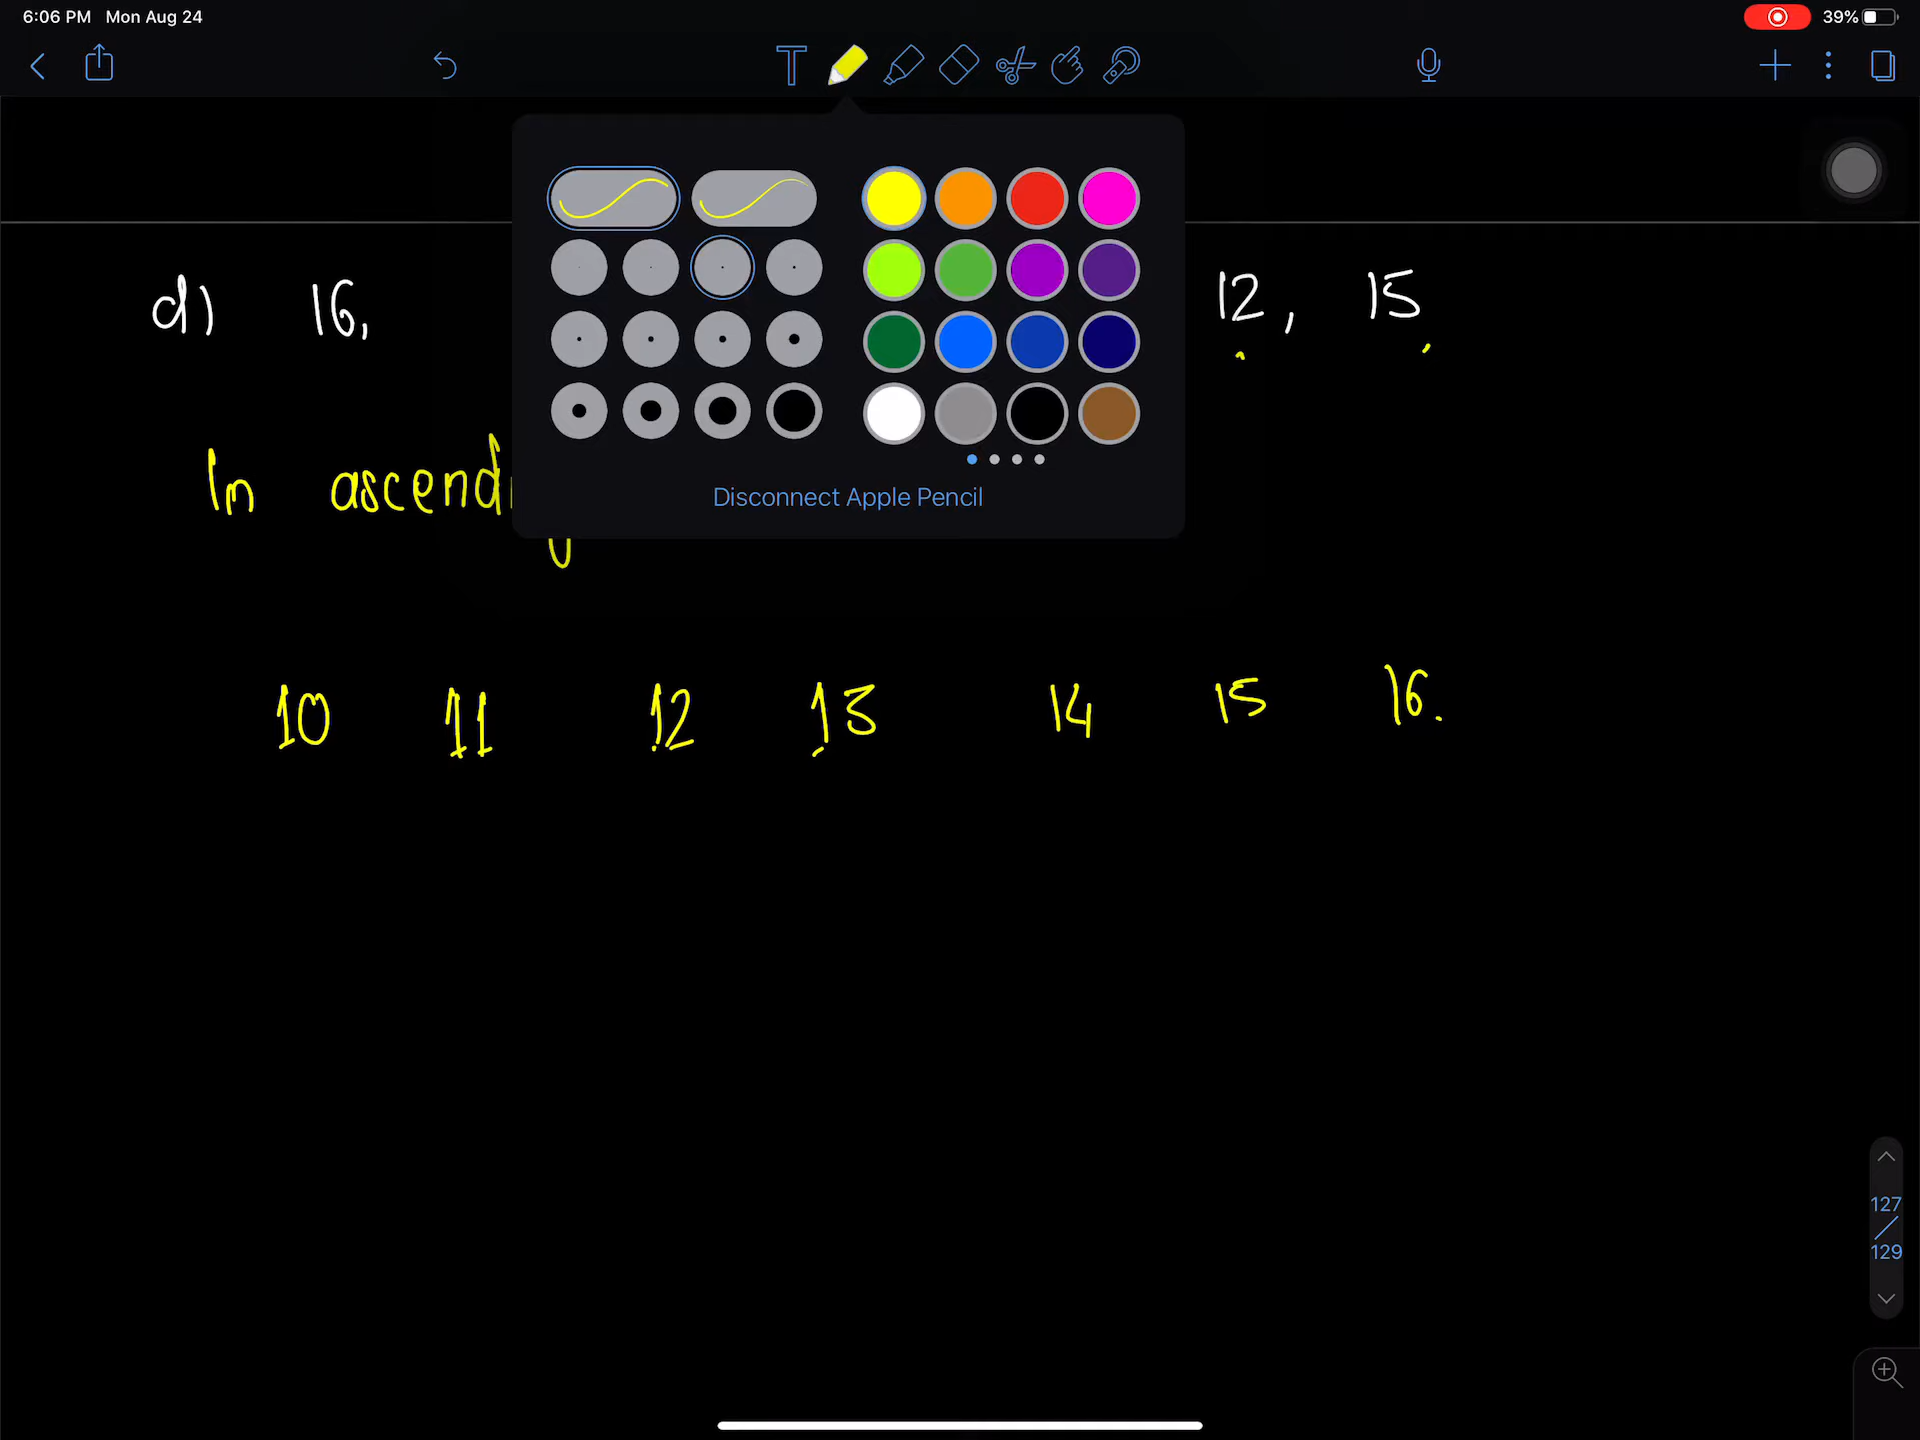 6:06 PM Mon Aug 24
39%
d) 16, 12, 15
In ascend
Disconnect Apple Pencil
10 11 12 13 14 15 16.
127
129